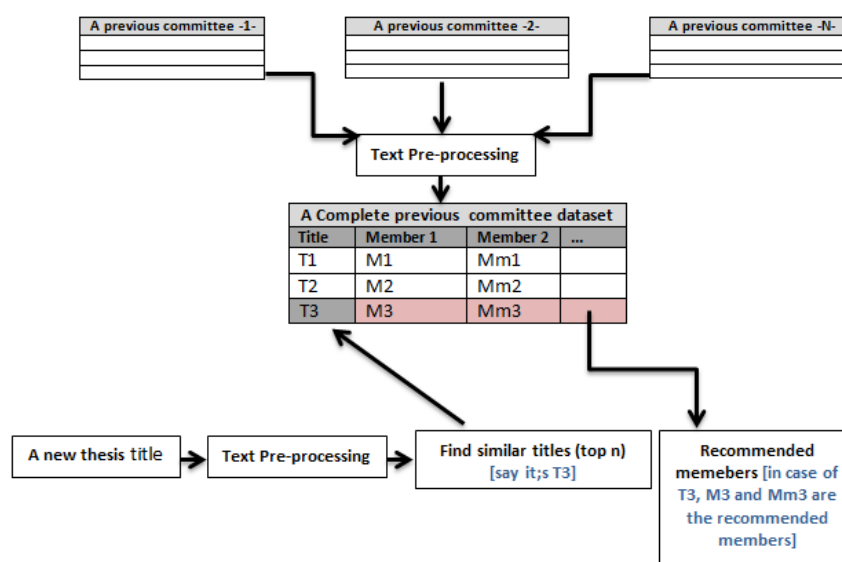 A previous committee -1-
A previous committee -2-
A previous committee -N-
Text Pre-processing
A Complete previous committee dataset
Title Member 1 Member 2 ...
T1 M1 Mm1
T2 M2 Mm2
T3 M3 Mm3
A new thesis title
Text Pre-processing
Find similar titles (top n)
[say it;s T3]
Recommended
memebers [in case of
T3, M3 and Mm3 are
the recommended
members]